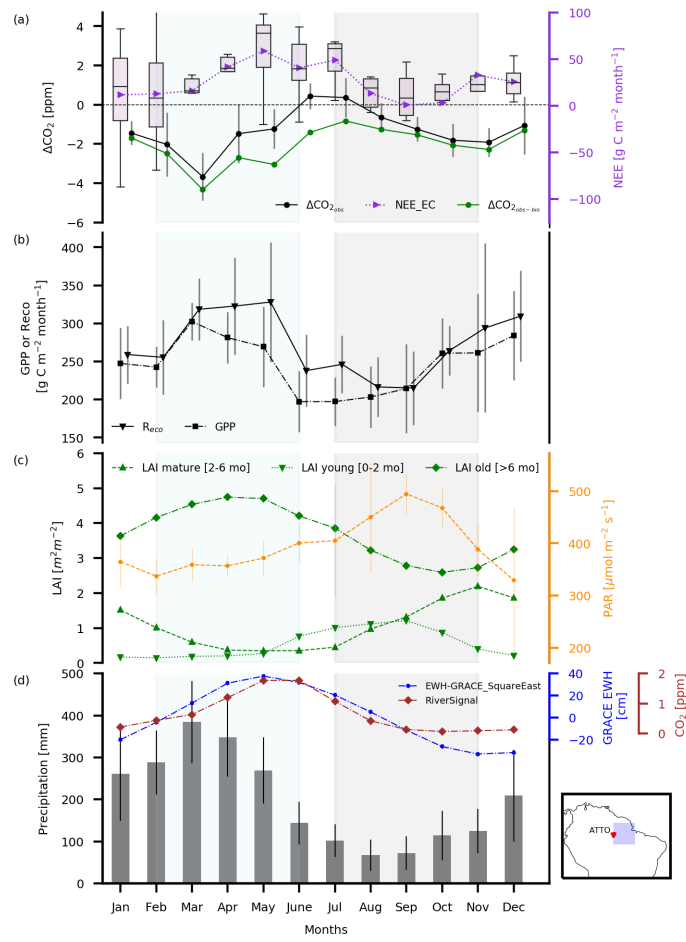 (a)
4
2
0
−2
−4
−6
ΔCO2 [ppm]
100
50
0
−50
−100
NEE [g C m−2 month−1]
ΔCO2obs
NEE_EC
ΔCO2obs−bio
(b)
400
350
300
250
200
150
GPP or Reco
[g C m−2 month−1]
Reco
GPP
(c)
6
5
4
3
2
1
0
LAI [m2m−2]
LAI mature [2-6 mo]
LAI young [0-2 mo]
LAI old [>6 mo]
500
400
300
200
PAR [μmol m−2 s−1]
(d)
500
400
300
200
100
0
Precipitation [mm]
EWH-GRACE_SquareEast
RiverSignal
40
20
0
−20
GRACE EWH
[cm]
2
1
0
CO2 [ppm]
ATTO
Jan Feb Mar Apr May June Jul Aug Sep Oct Nov Dec
Months